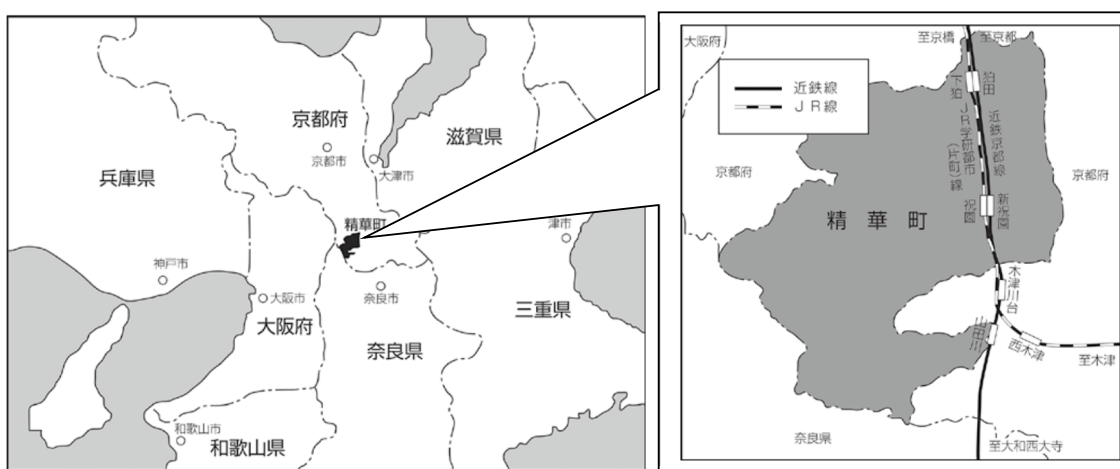 京都府
京都市
滋賀県
大津市
兵庫県
精華町
津市
神戸市
大阪市
大阪府
奈良市
奈良県
三重県
和歌山市
和歌山県
大阪府
至京橋
至京都
近鉄線
JR線
下狛
狛田
JR学研都市(片町)線
近鉄京都線
京都府
京都府
祝園
新祝園
精華町
木津川台
山田川
西木津
至木津
奈良県
至大和西大寺